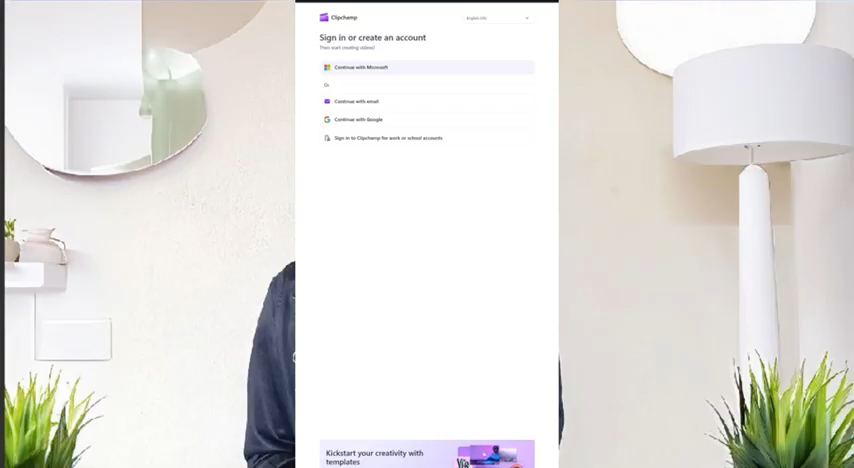 Clipchamp
English (US)
Sign in or create an account
Then start creating videos!
Continue with Microsoft
Or
Continue with email
Continue with Google
Sign in to Clipchamp for work or school accounts
Kickstart your creativity with
templates